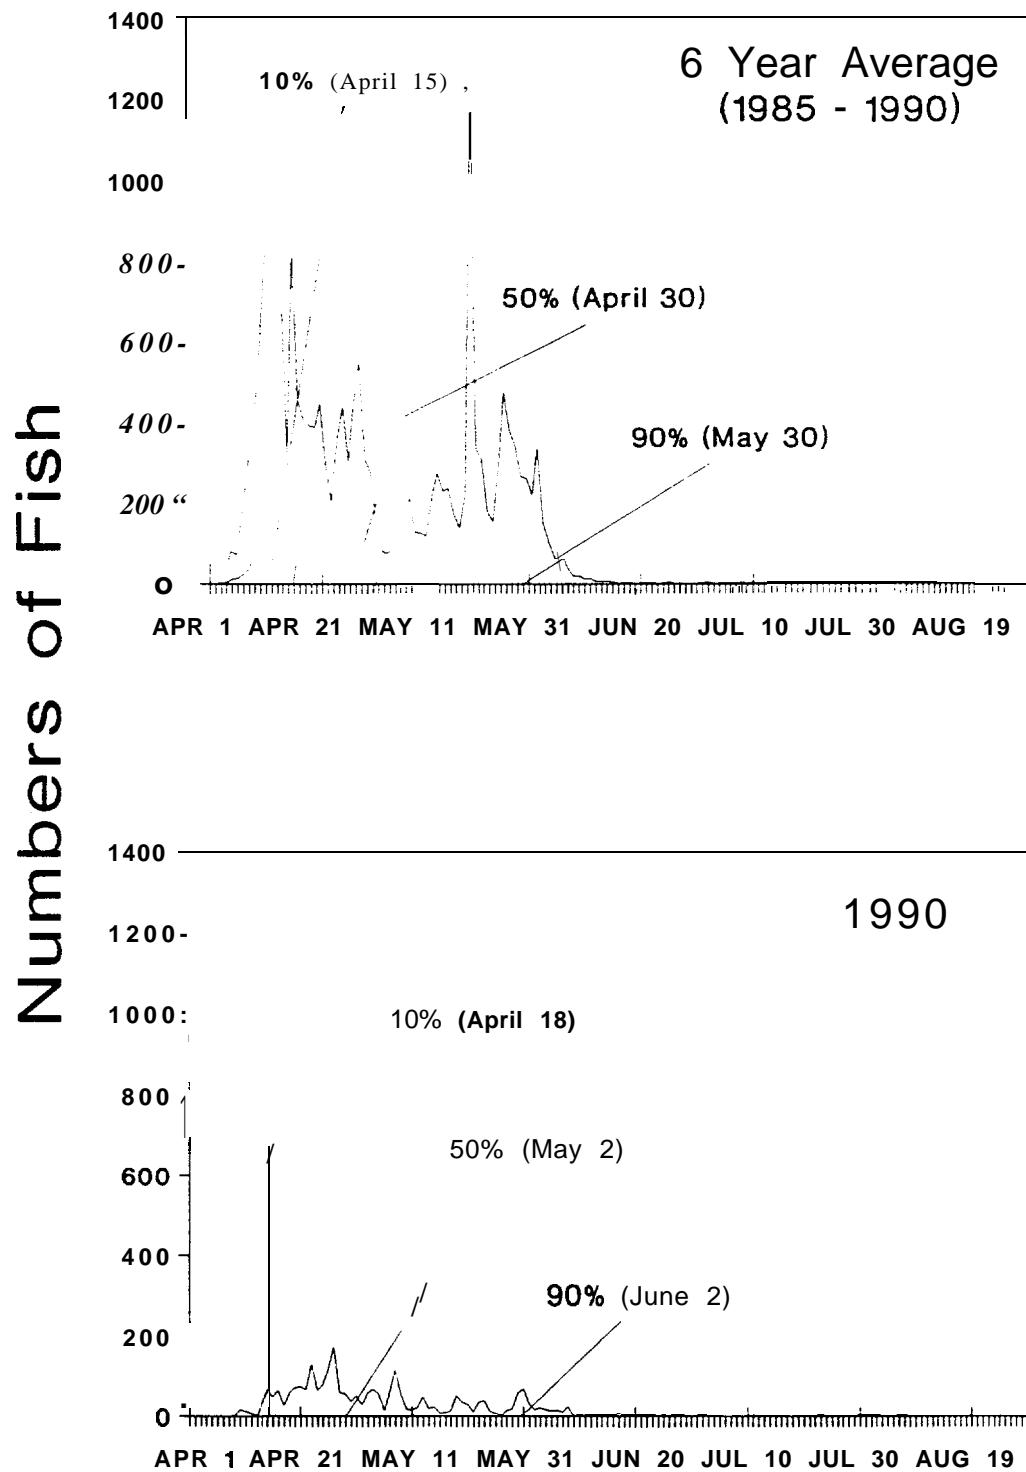 Numbers of Fish
1400
6 Year Average
(1985 - 1990)
10% (April 15) ,
1200
1000
800-
50% (April 30)
600-
400-
90% (May 30)
200 “
0
APR 1 APR 21 MAY 11 MAY 31 JUN 20 JUL 10 JUL 30 AUG 19
1400
1990
1200-
1000:
10% (April 18)
800
50% (May 2)
600
400
90% (June 2)
200
0
APR 1 APR 21 MAY 11 MAY 31 JUN 20 JUL 10 JUL 30 AUG 19